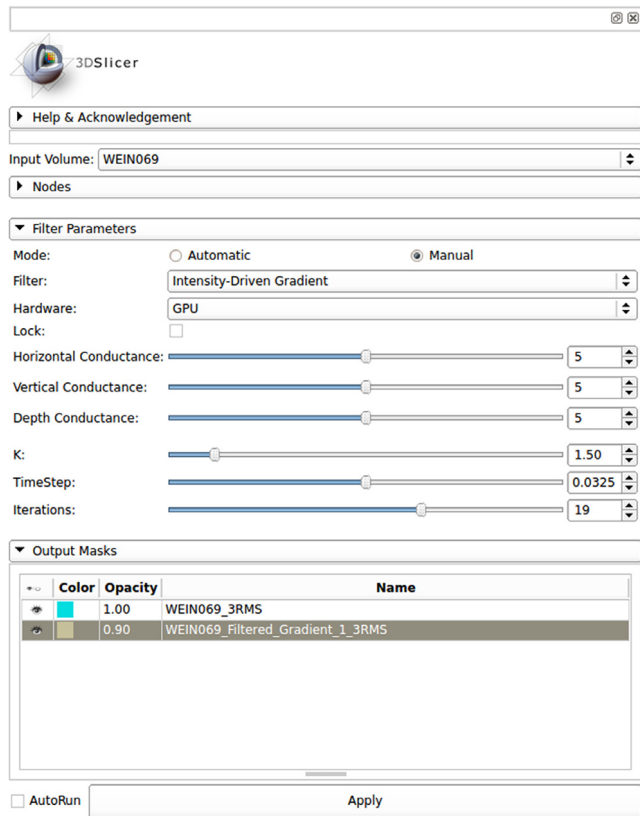 3DSlicer
Help & Acknowledgement
Input Volume: WEIN069
Nodes
Filter Parameters
Mode: Automatic Manual
Filter: Intensity-Driven Gradient
Hardware: GPU
Lock:
Horizontal Conductance: 5
Vertical Conductance: 5
Depth Conductance: 5
K: 1.50
TimeStep: 0.0325
Iterations: 19
Output Masks
Color Opacity Name
1.00 WEIN069_3RMS
0.90 WEIN069_Filtered_Gradient_1_3RMS
AutoRun Apply